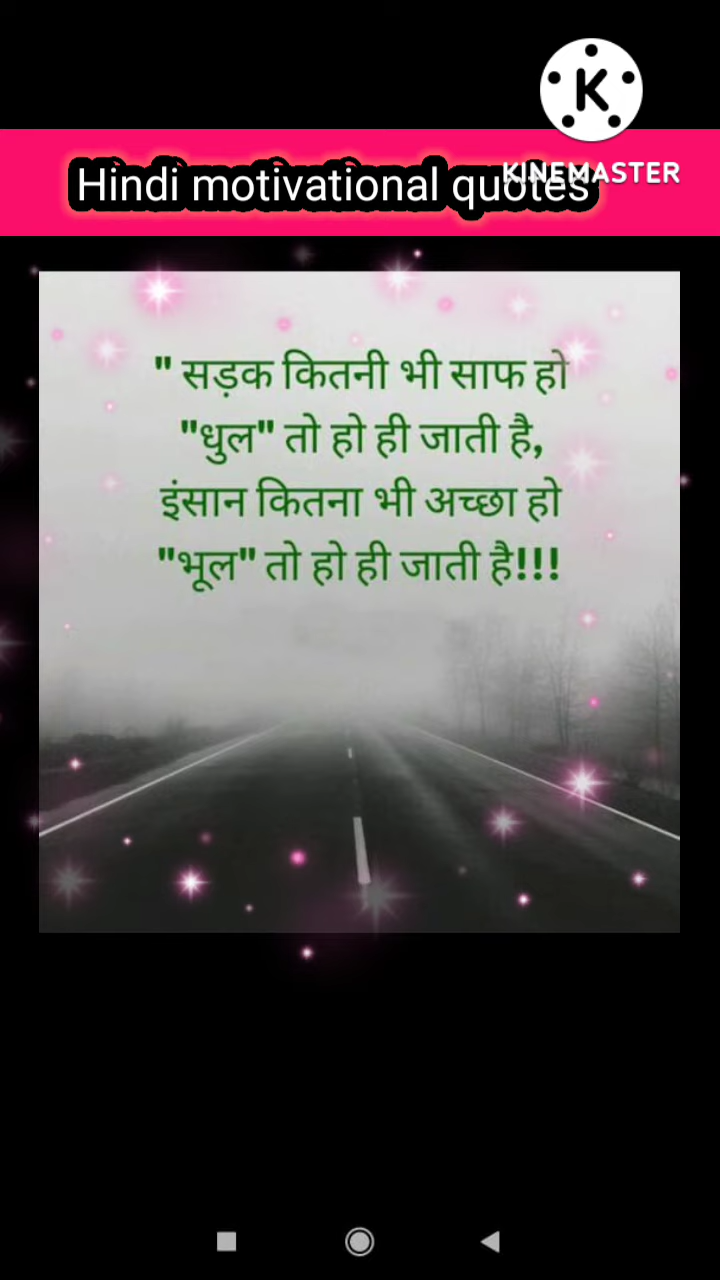 K
KINEMASTER
Hindi motivational quotes
" सड़क कितनी भी साफ हो
"धुल" तो हो ही जाती है,
इंसान कितना भी अच्छा हो
"भूल" तो हो ही जाती है!!!